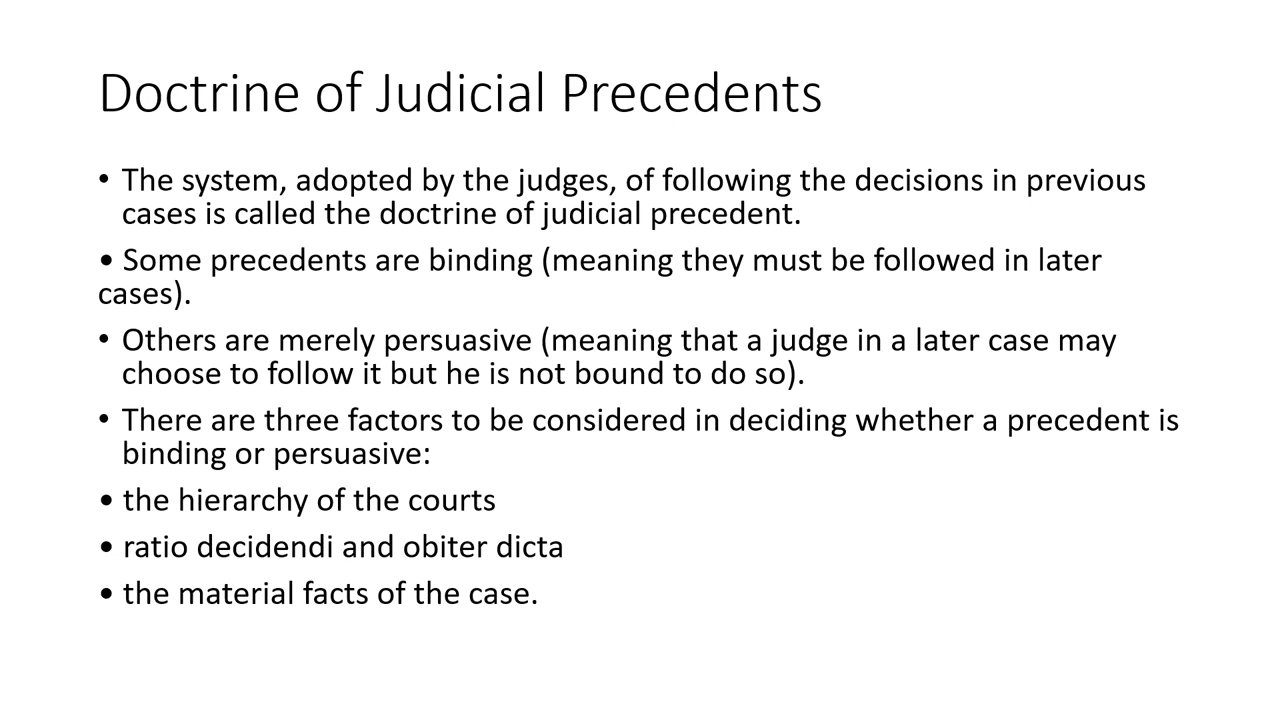 Doctrine of Judicial Precedents
• The system, adopted by the judges, of following the decisions in previous
cases is called the doctrine of judicial precedent.
• Some precedents are binding (meaning they must be followed in later
cases).
• Others are merely persuasive (meaning that a judge in a later case may
choose to follow it but he is not bound to do so).
• There are three factors to be considered in deciding whether a precedent is
binding or persuasive:
• the hierarchy of the courts
• ratio decidendi and obiter dicta
• the material facts of the case.